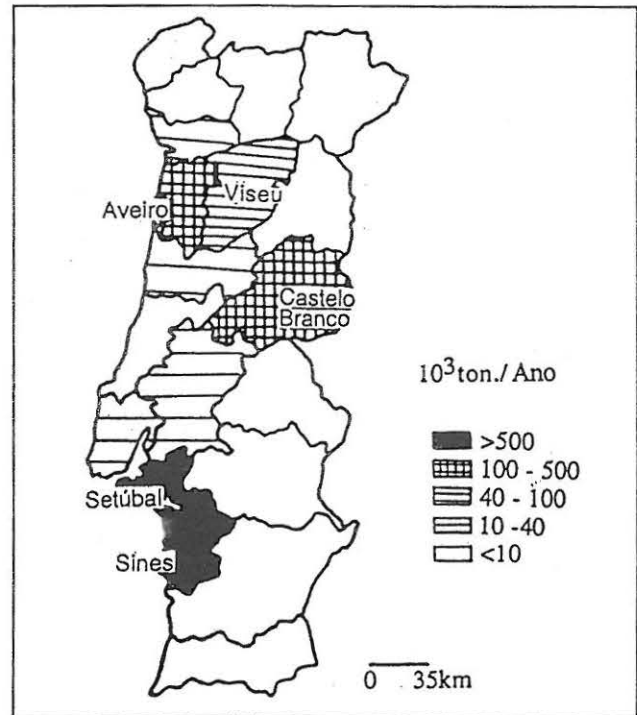 Viseu
Aveiro
Castelo
Branco
10³ton./Ano
>500
100 - 500
40 - 100
10 -40
<10
Setúbal
Sines
0 35km